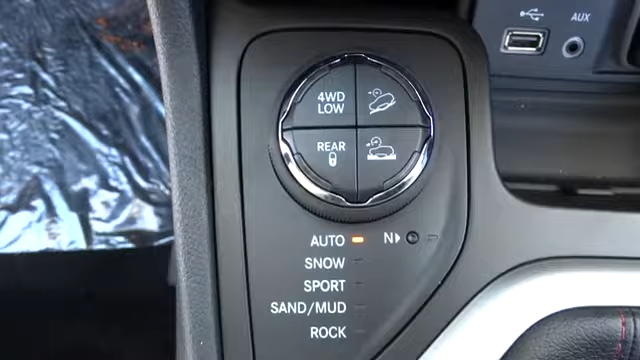 AUX
4WD
LOW
REAR
AUTO
N
SNOW
SPORT
SAND/MUD
ROCK